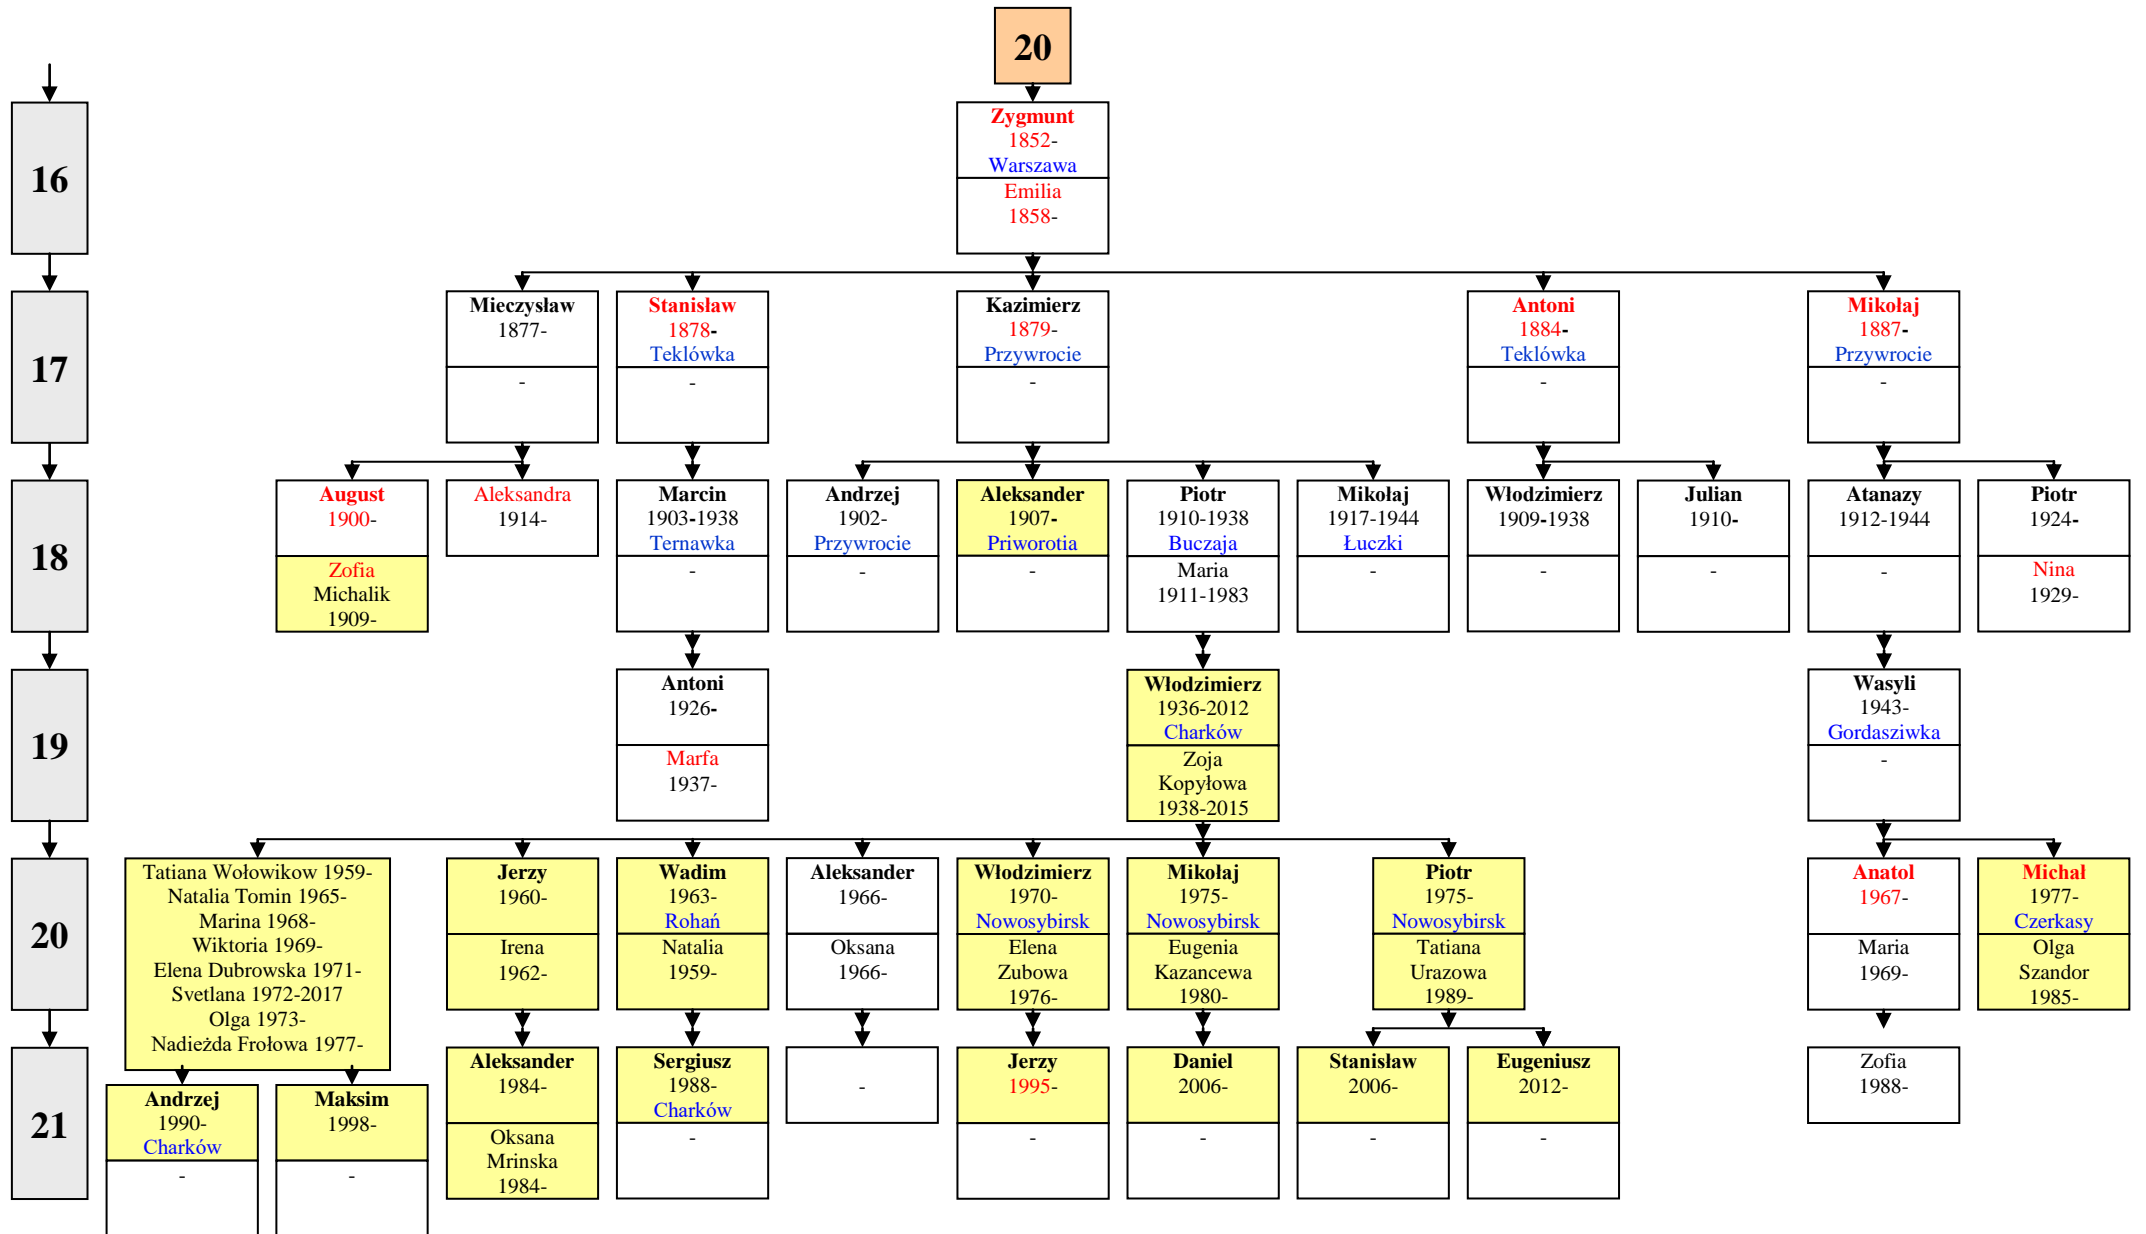 20
16
Zygmunt
1852-
Warszawa
Emilia
1858-
17
Mieczysław
1877-
-
Stanisław
1878-
Teklówka
-
Kazimierz
1879-
Przywrocie
-
Antoni
1884-
Teklówka
-
Mikołaj
1887-
Przywrocie
-
18
August
1900-
Zofia
Michalik
1909-
Aleksandra
1914-
Marcin
1903-1938
Ternawka
-
Andrzej
1902-
Przywrocie
-
Aleksander
1907-
Priworotia
-
Piotr
1910-1938
Buczaja
Maria
1911-1983
Mikołaj
1917-1944
Łuczki
-
Włodzimierz
1909-1938
-
Julian
1910-
-
Atanazy
1912-1944
-
Piotr
1924-
Nina
1929-
19
Antoni
1926-
Marfa
1937-
Włodzimierz
1936-2012
Charków
Zoja
Kopyłowa
1938-2015
Wasyli
1943-
Gordasziwka
-
20
Tatiana Wołowikow 1959-
Natalia Tomin 1965-
Marina 1968-
Wiktoria 1969-
Elena Dubrowska 1971-
Svetlana 1972-2017
Olga 1973-
Nadieżda Frołowa 1977-
Jerzy
1960-
Irena
1962-
Wadim
1963-
Rohań
Natalia
1959-
Aleksander
1966-
Oksana
1966-
Włodzimierz
1970-
Nowosybirsk
Elena
Zubowa
1976-
Mikołaj
1975-
Nowosybirsk
Eugenia
Kazancewa
1980-
Piotr
1975-
Nowosybirsk
Tatiana
Urazowa
1989-
Anatol
1967-
Maria
1969-
Michał
1977-
Czerkasy
Olga
Szandor
1985-
21
Andrzej
1990-
Charków
-
Maksim
1998-
-
Aleksander
1984-
Oksana
Mrinska
1984-
Sergiusz
1988-
Charków
-
-
Jerzy
1995-
-
Daniel
2006-
-
Stanisław
2006-
-
Eugeniusz
2012-
-
Zofia
1988-